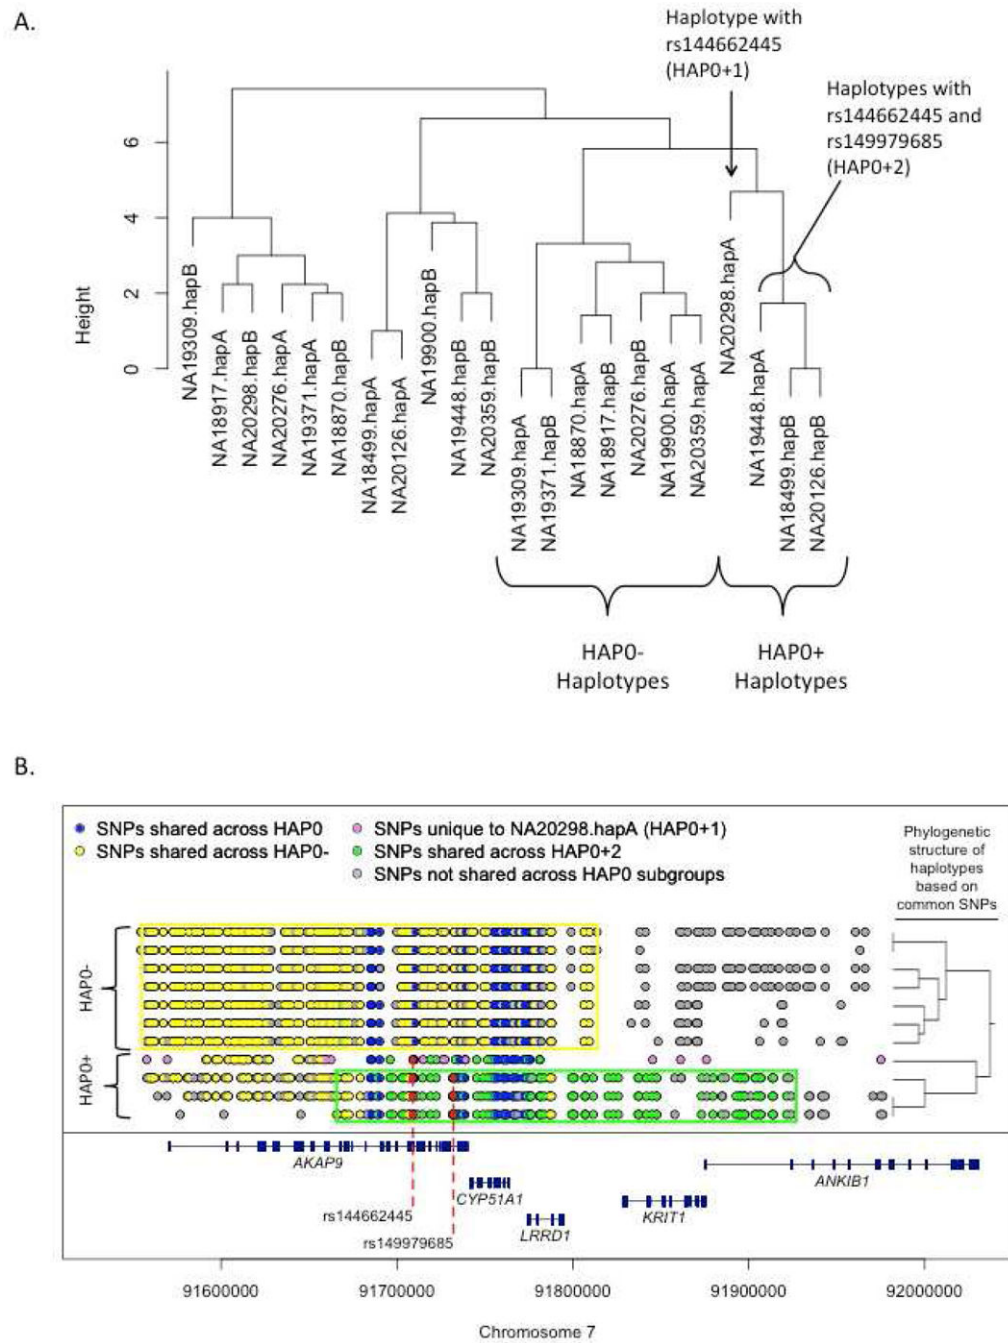 A.
Haplotype with
rs144662445
(HAP0+1)
Haplotypes with
rs144662445 and
rs149979685
(HAP0+2)
Height
0
2
4
6
NA19309.hapB
NA18917.hapA
NA20298.hapB
NA20276.hapA
NA19371.hapA
NA18870.hapB
NA18499.hapA
NA20126.hapA
NA19900.hapB
NA19448.hapB
NA20359.hapB
NA19309.hapA
NA19371.hapB
NA18870.hapA
NA18917.hapB
NA20276.hapB
NA19900.hapA
NA20359.hapA
NA20298.hapA
NA19448.hapA
NA18499.hapB
NA20126.hapB
HAP0-
Haplotypes
HAP0+
Haplotypes
B.
SNPs shared across HAP0
SNPs shared across HAP0-
SNPs unique to NA20298.hapA (HAP0+1)
SNPs shared across HAP0+2
SNPs not shared across HAP0 subgroups
Phylogenetic
structure of
haplotypes
based on
common SNPs
HAP0-
HAP0+
AKAP9
CYP51A1
LRRD1
KRIT1
ANKIB1
rs144662445
rs149979685
91600000
91700000
91800000
91900000
92000000
Chromosome 7